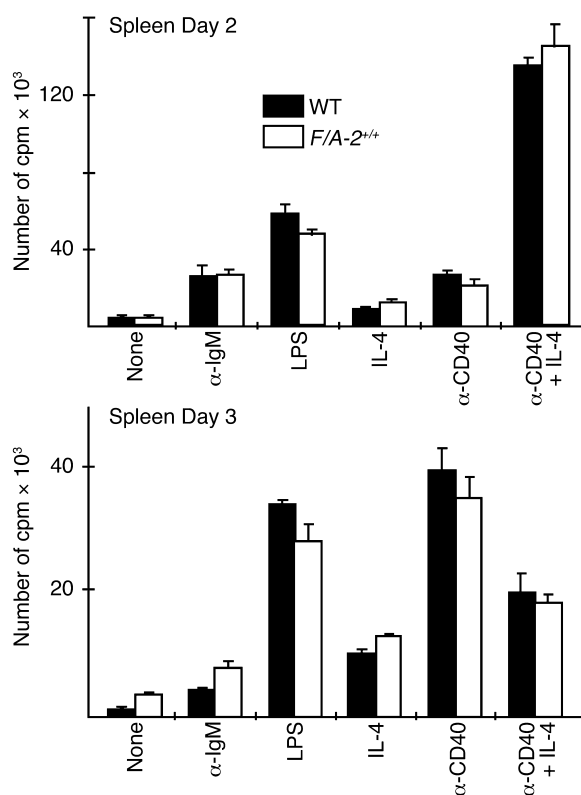 Spleen Day 2
Number of cpm × 10³
120
40
WT
F/A-2⁺/⁺
None
α-IgM
LPS
IL-4
α-CD40
α-CD40
+ IL-4
Spleen Day 3
Number of cpm × 10³
40
20
None
α-IgM
LPS
IL-4
α-CD40
α-CD40
+ IL-4